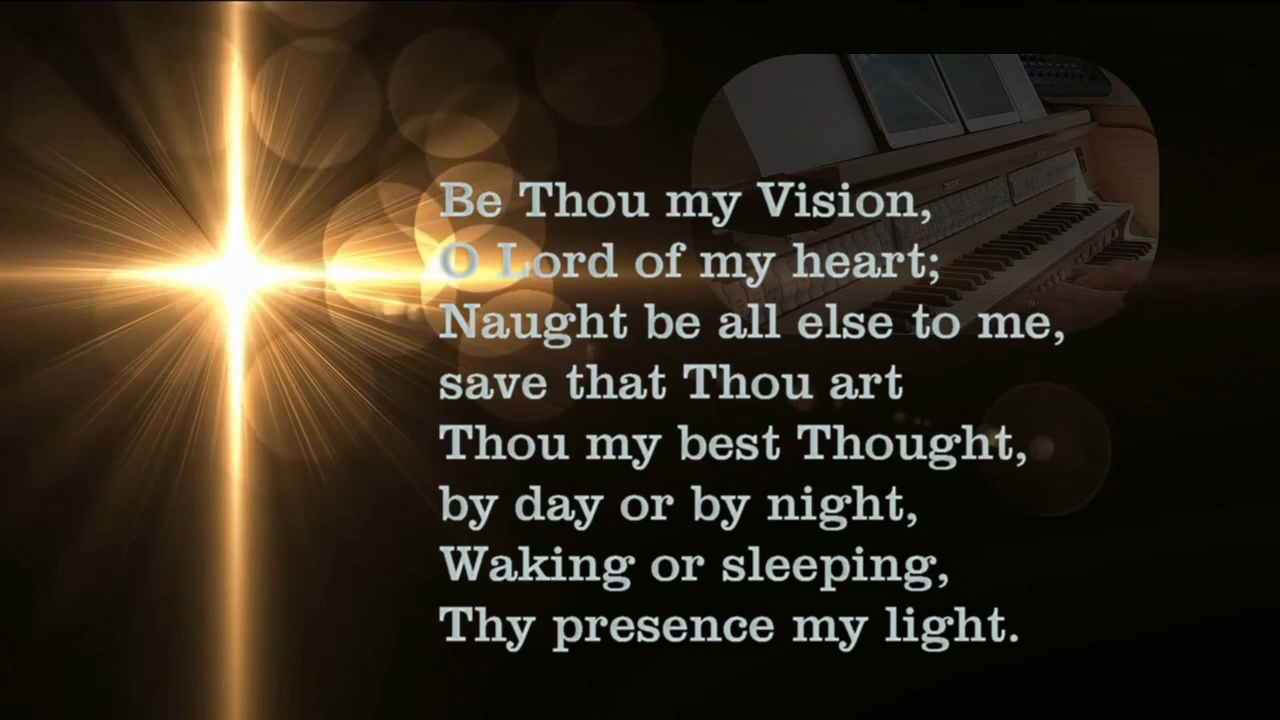 Be Thou my Vision,
O Lord of my heart;
Naught be all else to me,
save that Thou art
Thou my best Thought,
by day or by night,
Waking or sleeping,
Thy presence my light.